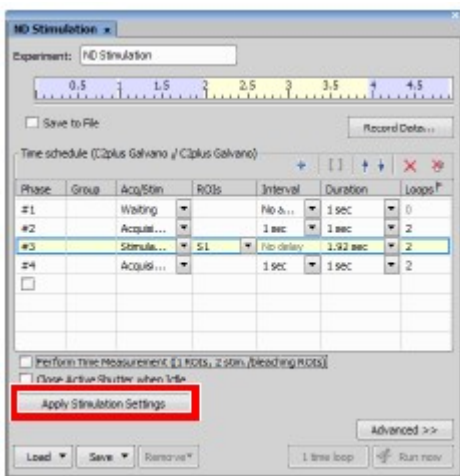 ND Stimulation x
Experiment: ND Stimulation
0.5 1 1.5 2 2.5 3 3.5 4 4.5
Save to File
Record Data...
Time schedule (C2plus Galvano / C2plus Galvano)
Phase Group Acq/Stim ROIs Interval Duration Loops
#1 Waiting No a... 1 sec 0
#2 Acquisi... 1 sec 1 sec 2
#3 Stimula... S1 No delay 1.92 sec 2
#4 Acquisi... 1 sec 1 sec 2
Perform Time Measurement (1 ROIs, 2 stim./bleaching ROIs)
Close Active Shutter when Idle
Apply Stimulation Settings
Advanced >>
Load Save Remove 1 time loop Run now